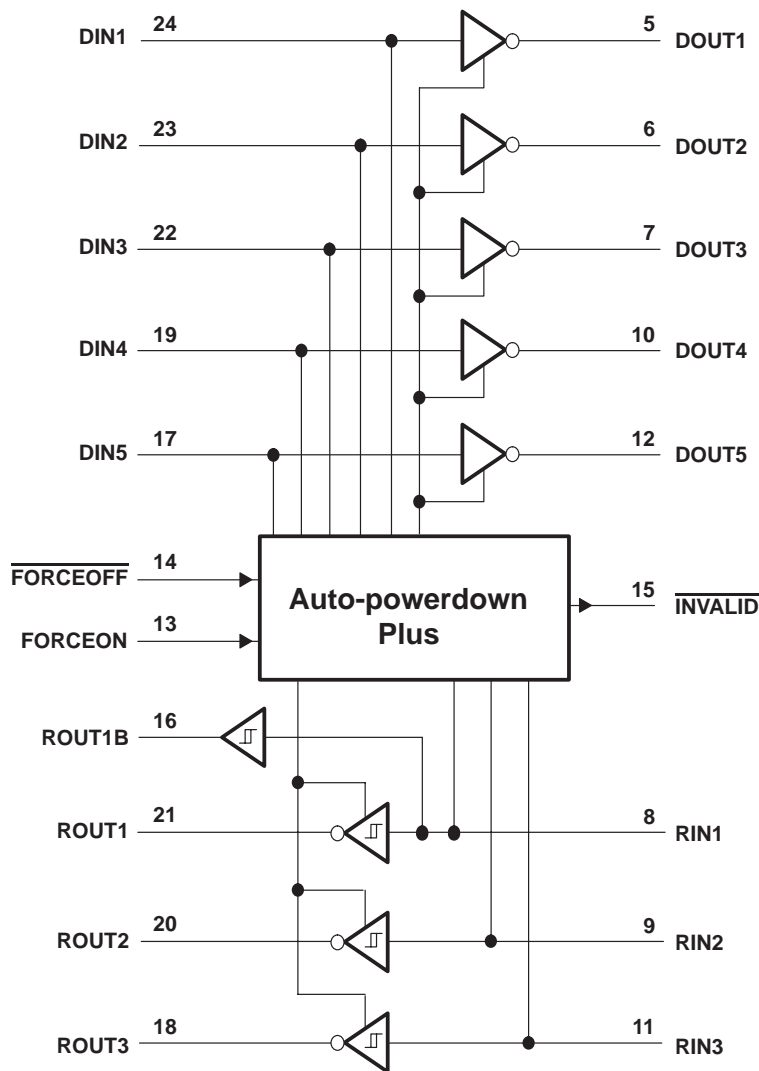 DIN1 24 5 DOUT1
DIN2 23 6 DOUT2
DIN3 22 7 DOUT3
DIN4 19 10 DOUT4
DIN5 17 12 DOUT5
FORCEOFF 14
Auto-powerdown
Plus
15 INVALID
FORCEON 13
ROUT1B 16
ROUT1 21 8 RIN1
ROUT2 20 9 RIN2
ROUT3 18 11 RIN3